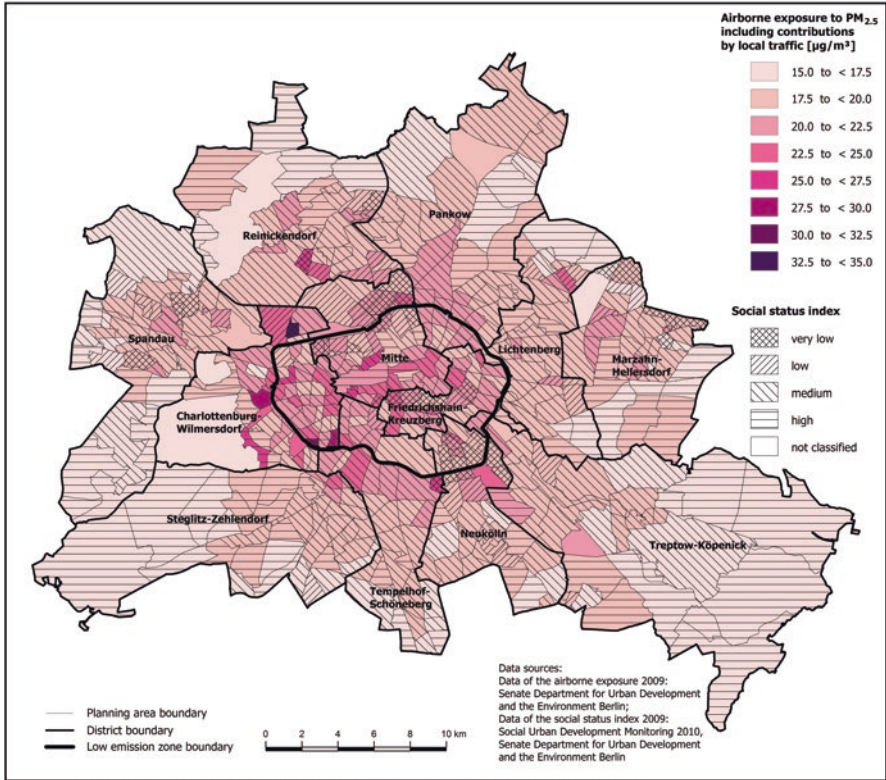 Airborne exposure to PM2.5
including contributions
by local traffic [µg/m³]
15.0 to < 17.5
17.5 to < 20.0
20.0 to < 22.5
22.5 to < 25.0
25.0 to < 27.5
27.5 to < 30.0
30.0 to < 32.5
32.5 to < 35.0
Social status index
very low
low
medium
high
not classified
Pankow
Reinickendorf
Spandau
Mitte
Lichtenberg
Marzahn-
Hellersdorf
Charlottenburg-
Wilmersdorf
Friedrichshain-
Kreuzberg
Steglitz-Zehlendorf
Neukölln
Treptow-Köpenick
Tempelhof-
Schöneberg
Data sources:
Data of the airborne exposure 2009:
Senate Department for Urban Development
and the Environment Berlin;
Data of the social status index 2009:
Social Urban Development Monitoring 2010,
Senate Department for Urban Development
and the Environment Berlin
Planning area boundary
District boundary
Low emission zone boundary
0 2 4 6 8 10 km